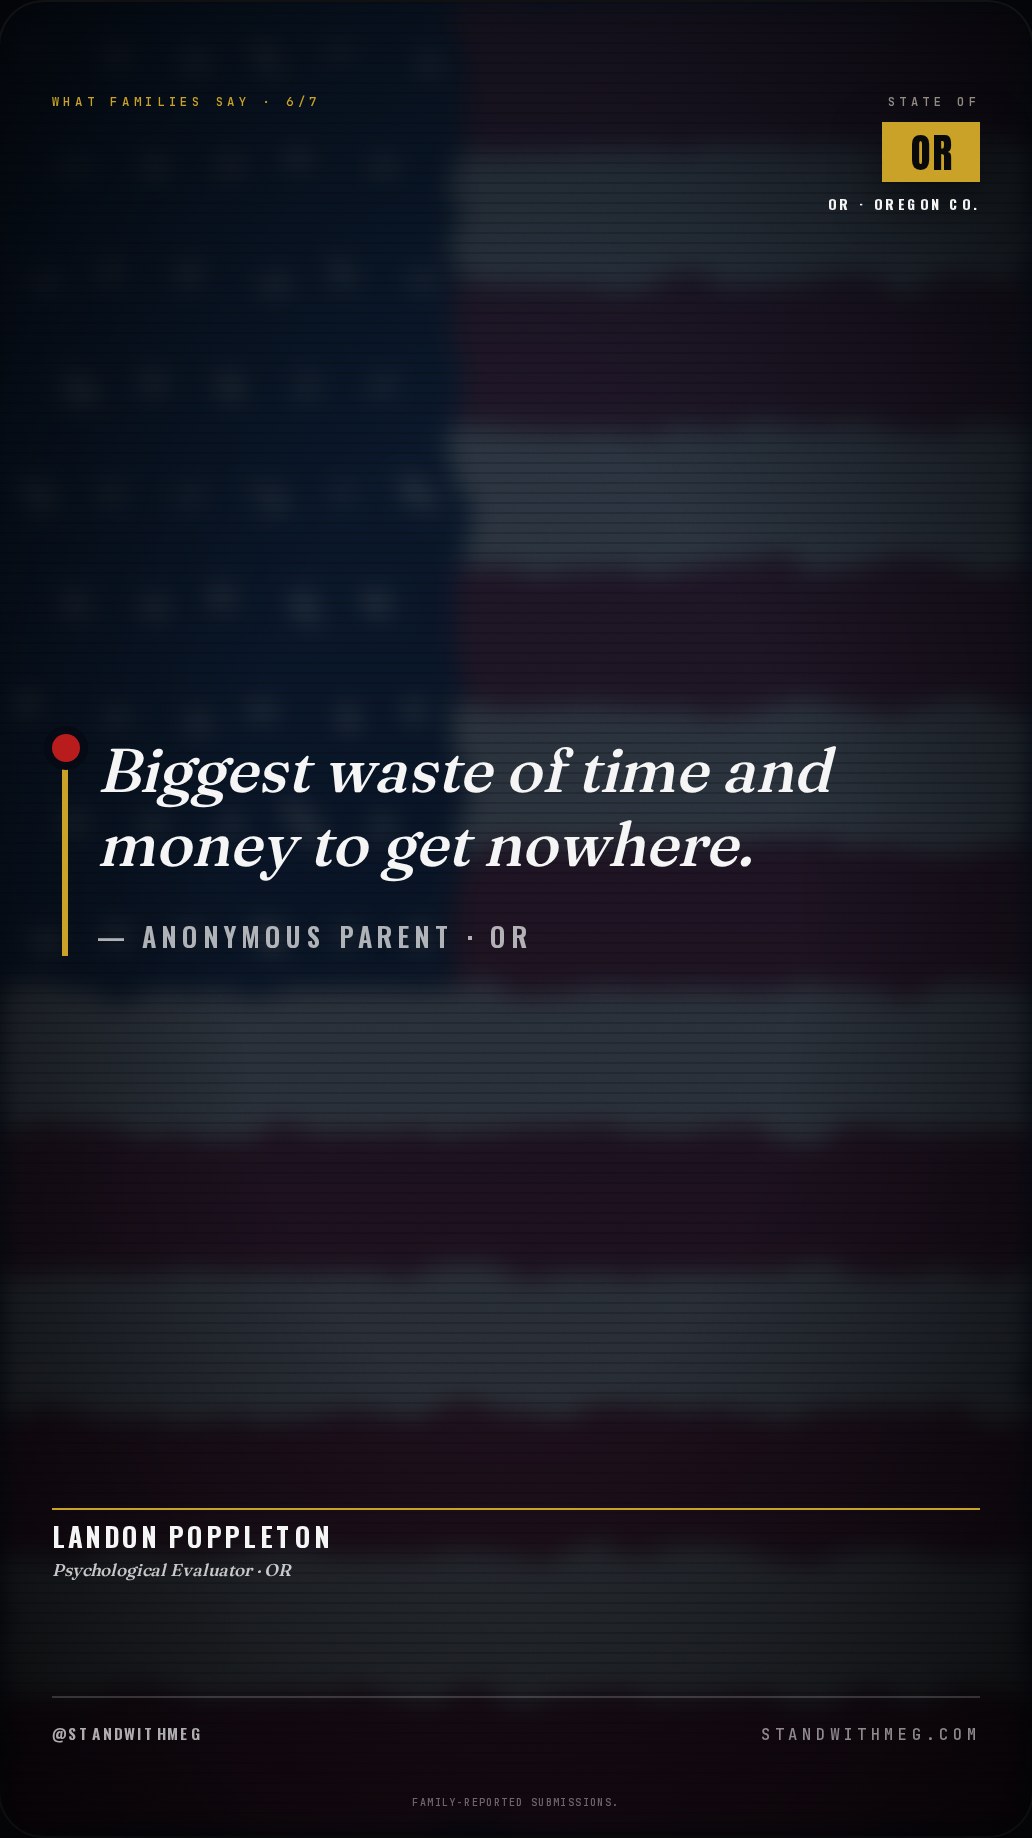 WHAT FAMILIES SAY · 6/7
STATE OF
OR
OR · OREGON CO.
Biggest waste of time and
money to get nowhere.
— ANONYMOUS PARENT · OR
LANDON POPPLETON
Psychological Evaluator · OR
@STANDWITHMEG
STANDWITHMEG.COM
FAMILY-REPORTED SUBMISSIONS.